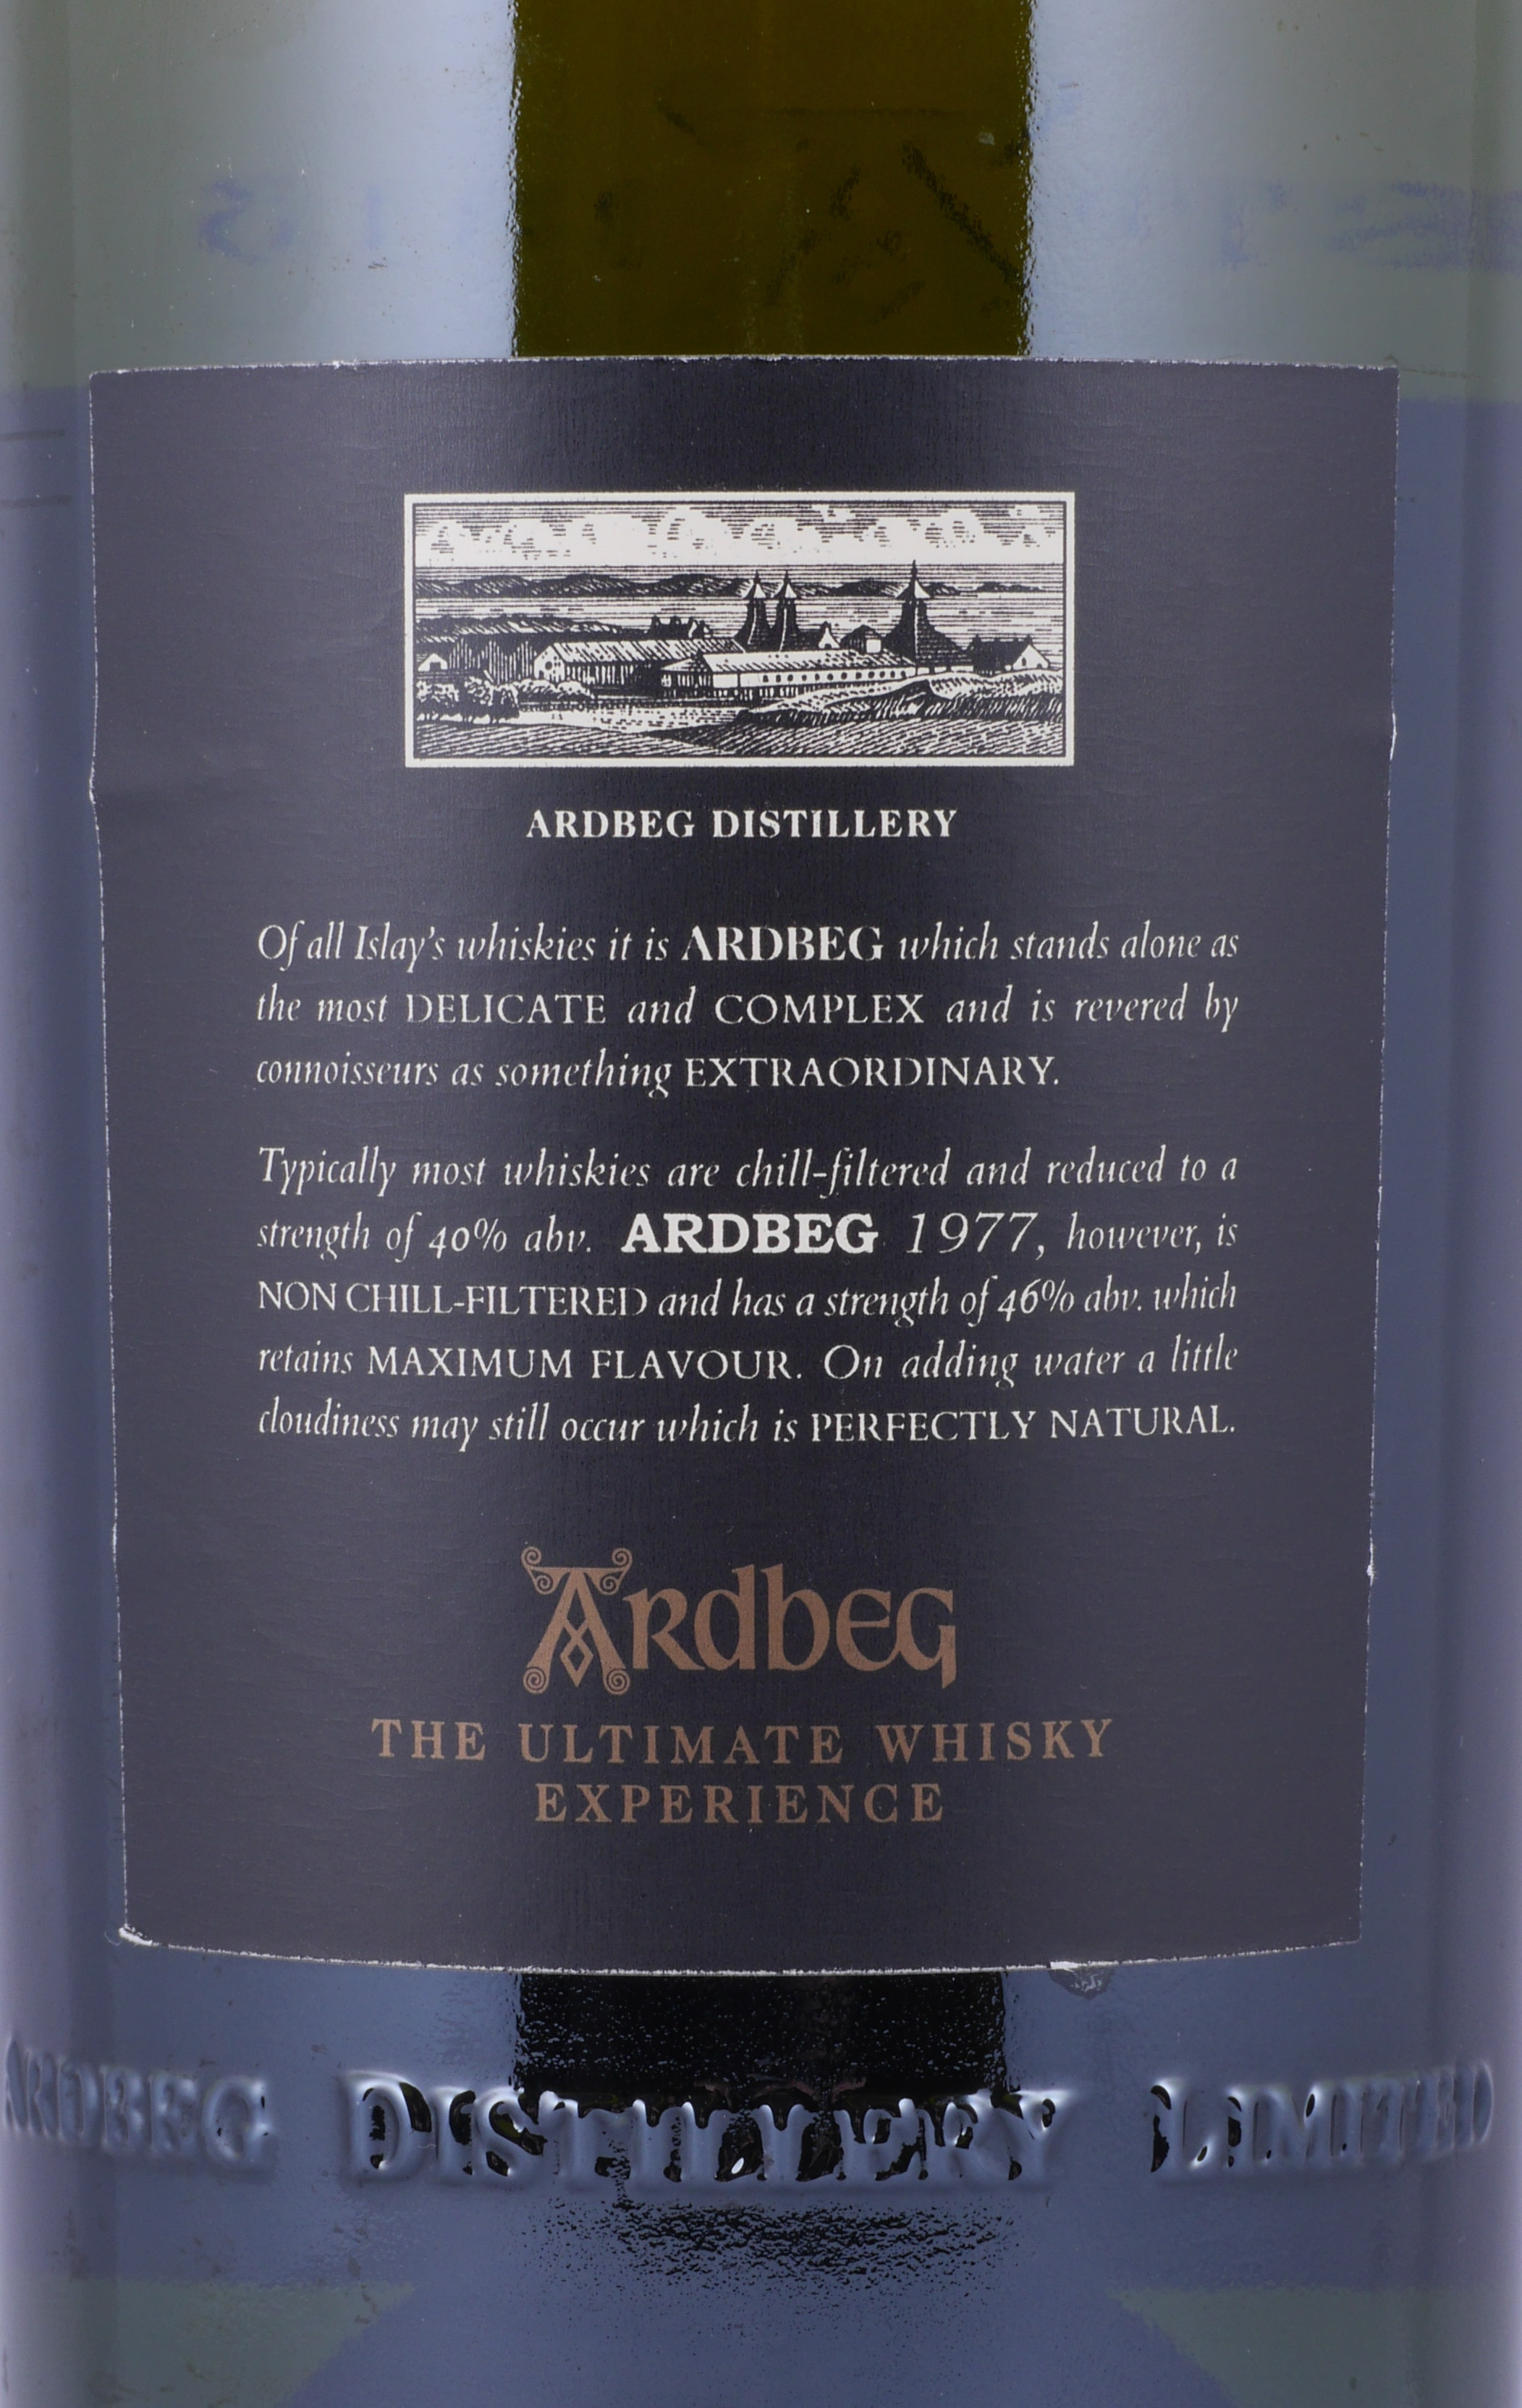 ARDBEG DISTILLERY
Of all Islay's whiskies it is ARDBEG which stands alone as
the most DELICATE and COMPLEX and is revered by
connoisseurs as something EXTRAORDINARY.
Typically most whiskies are chill-filtered and reduced to a
strength of 40% abv. ARDBEG 1977, however, is
NON CHILL-FILTERED and has a strength of 46% abv. which
retains MAXIMUM FLAVOUR. On adding water a little
cloudiness may still occur which is PERFECTLY NATURAL.
Ardbeg
THE ULTIMATE WHISKY
EXPERIENCE
ARDBEG DISTILLERY LIMITED